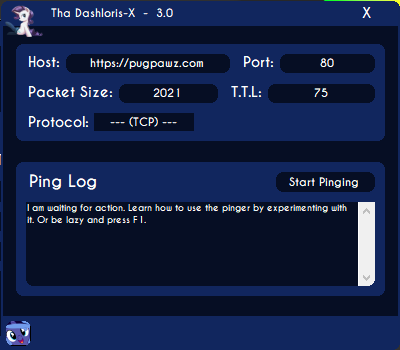 Tha Dashloris-X - 3.0 X
Host: https://pugpawz.com Port: 80
Packet Size: 2021 T.T.L: 75
Protocol: --- (TCP) ---
Ping Log Start Pinging
I am waiting for action. Learn how to use the pinger by experimenting with
it. Or be lazy and press F1.